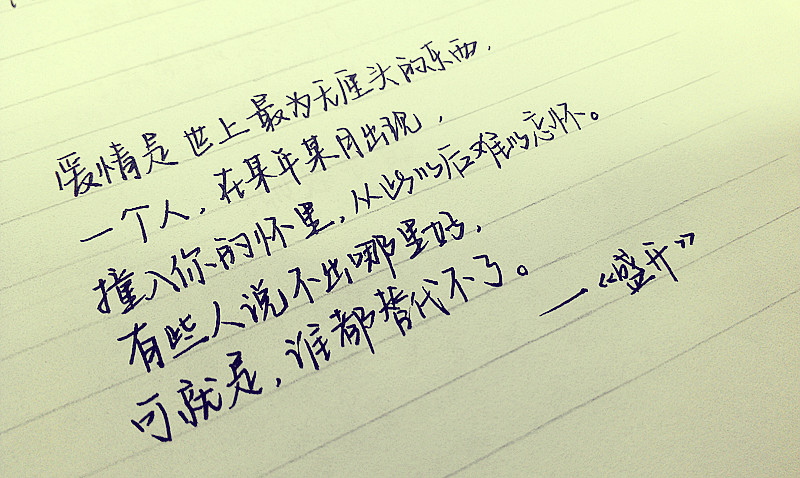 爱情是世上最为无厘头的东西，
一个人，在某年某月出现，
撞入你的怀里，从此以后难以忘怀。
有些人说不出哪里好，
可就是，谁都替代不了。
—“盛开”